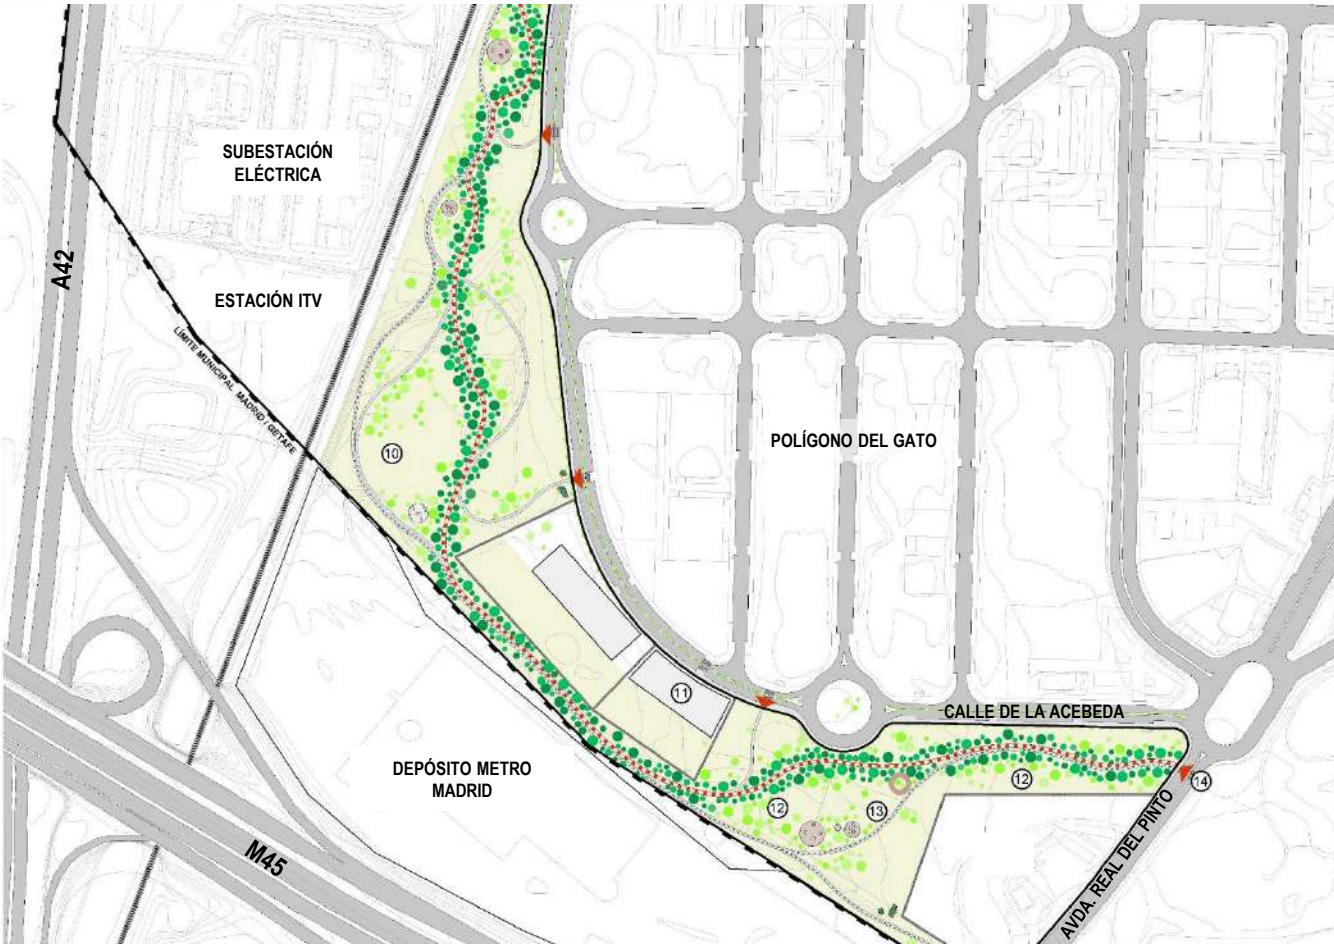 SUBESTACIÓN
ELÉCTRICA
A42
ESTACIÓN ITV
LÍMITE MUNICIPAL MADRID / GETAFE
10
POLÍGONO DEL GATO
11
CALLE DE LA ACEBEDA
DEPÓSITO METRO
MADRID
12
13
12
14
M45
AVDA. REAL DEL PINTO